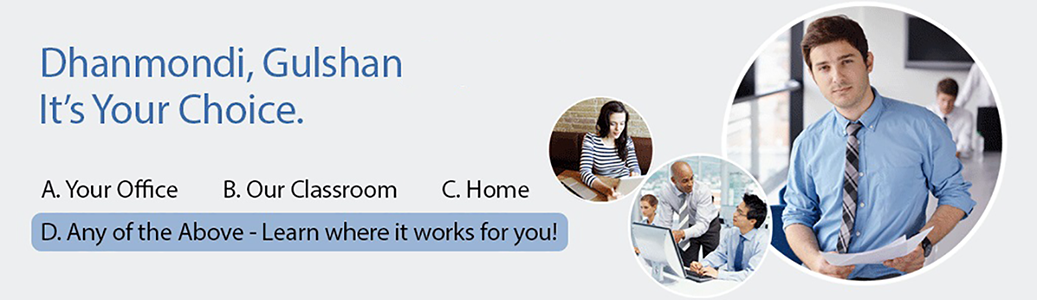 Dhanmondi, Gulshan
It's Your Choice.
A. Your Office B. Our Classroom C. Home
D. Any of the Above - Learn where it works for you!